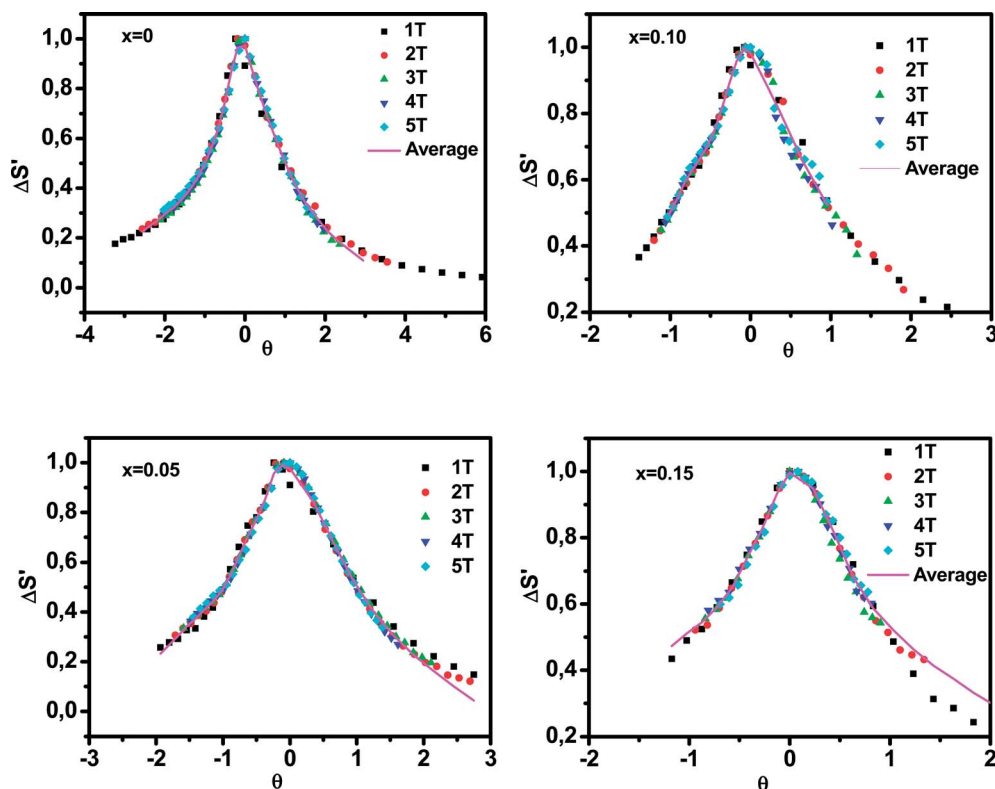 x=0
1T
2T
3T
4T
5T
Average
ΔS'
1,0
0,8
0,6
0,4
0,2
0,0
-4
-2
0
2
4
6
θ
x=0.10
1T
2T
3T
4T
5T
Average
ΔS'
1,0
0,8
0,6
0,4
0,2
-2
-1
0
1
2
3
θ
x=0.05
1T
2T
3T
4T
5T
ΔS'
1,0
0,8
0,6
0,4
0,2
0,0
-3
-2
-1
0
1
2
3
θ
x=0.15
1T
2T
3T
4T
5T
Average
ΔS'
1,0
0,8
0,6
0,4
0,2
-2
-1
0
1
2
θ